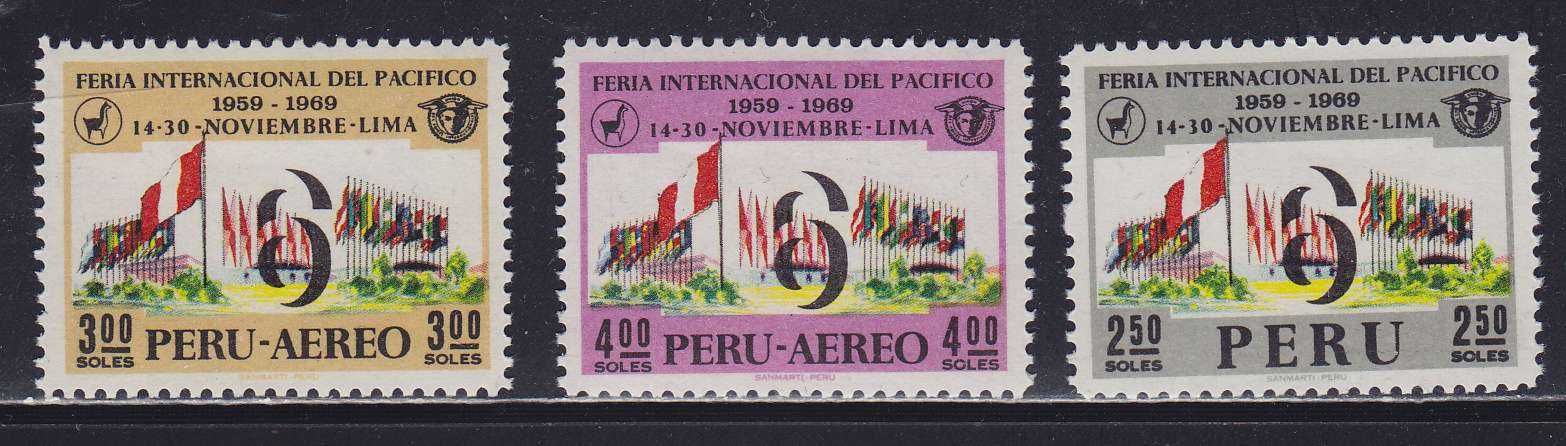 FERIA INTERNACIONAL DEL PACIFICO
1959 - 1969
14-30 - NOVIEMBRE - LIMA
6
3.00 PERU-AEREO 3.00
SOLES SOLES
SANMARTI - PERU
FERIA INTERNACIONAL DEL PACIFICO
1959 - 1969
14-30 - NOVIEMBRE - LIMA
6
4.00 PERU-AEREO 4.00
SOLES SOLES
SANMARTI - PERU
FERIA INTERNACIONAL DEL PACIFICO
1959 - 1969
14-30 - NOVIEMBRE - LIMA
6
2.50 PERU 2.50
SOLES SOLES
SANMARTI - PERU